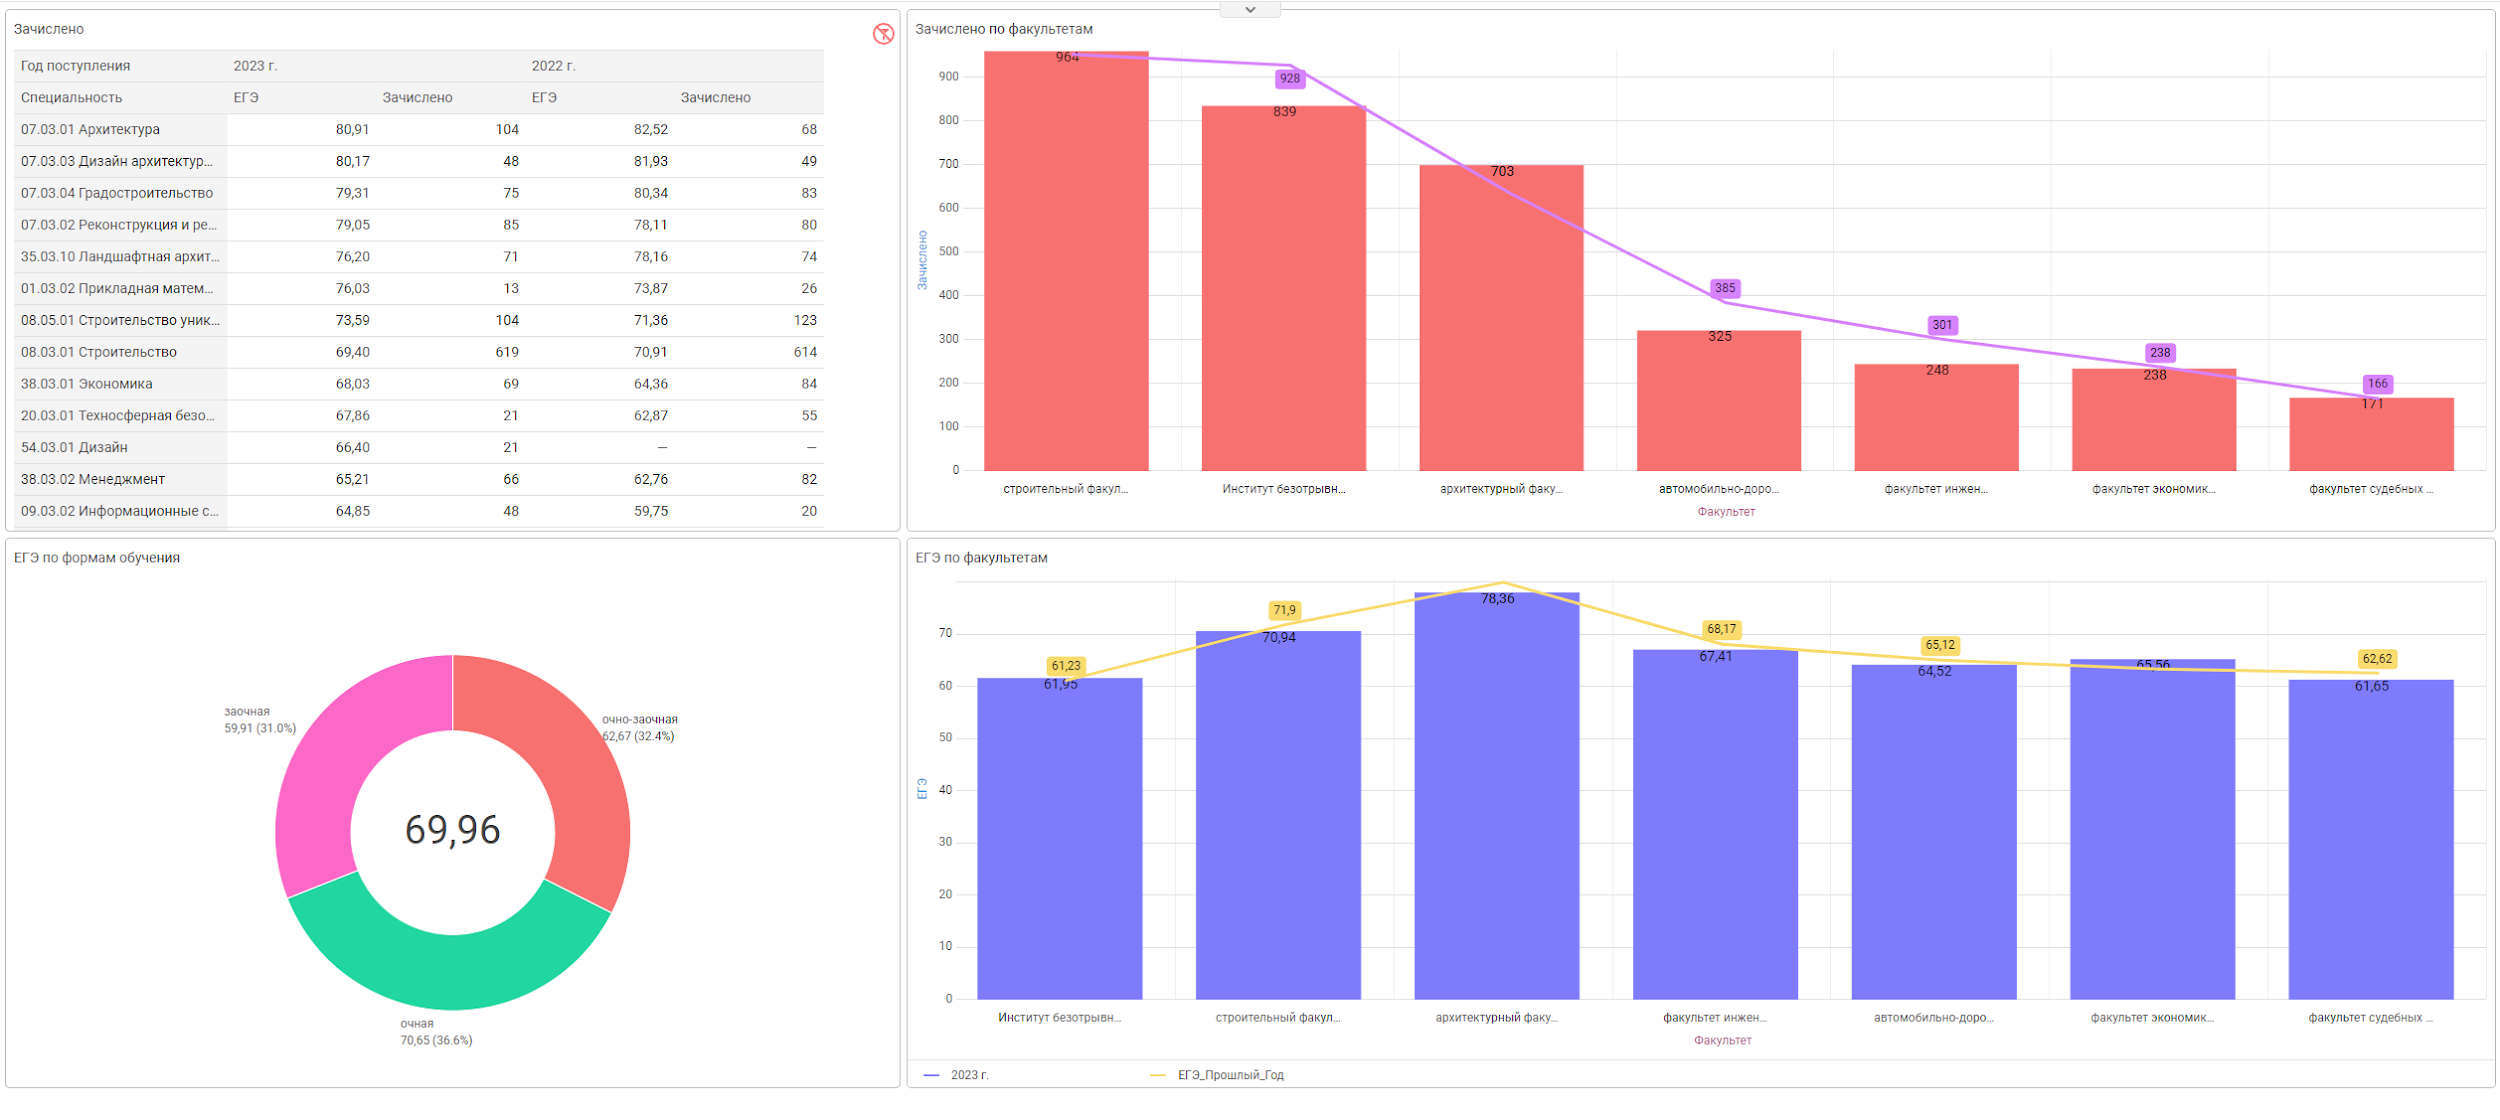 Зачислено
Год поступления 2023 г. 2022 г.
Специальность ЕГЭ Зачислено ЕГЭ Зачислено
07.03.01 Архитектура 80,91 104 82,52 68
07.03.03 Дизайн архитектур... 80,17 48 81,93 49
07.03.04 Градостроительство 79,31 75 80,34 83
07.03.02 Реконструкция и ре... 79,05 85 78,11 80
35.03.10 Ландшафтная архит... 76,20 71 78,16 74
01.03.02 Прикладная матем... 76,03 13 73,87 26
08.05.01 Строительство уник... 73,59 104 71,36 123
08.03.01 Строительство 69,40 619 70,91 614
38.03.01 Экономика 68,03 69 64,36 84
20.03.01 Техносферная безо... 67,86 21 62,87 55
54.03.01 Дизайн 66,40 21 — —
38.03.02 Менеджмент 65,21 66 62,76 82
09.03.02 Информационные с... 64,85 48 59,75 20
Зачислено по факультетам
Зачислено
900
800
700
600
500
400
300
200
100
0
964
928
839
703
385
325
301
248
238
238
166
171
строительный факул... Институт безотрывн... архитектурный факу... автомобильно-доро... факультет инжен... факультет экономик... факультет судебных ...
Факультет
ЕГЭ по формам обучения
заочная
59,91 (31.0%)
очно-заочная
62,67 (32.4%)
69,96
очная
70,65 (36.6%)
ЕГЭ по факультетам
ЕГЭ
70
60
50
40
30
20
10
0
61,23
61,95
71,9
70,94
78,36
68,17
67,41
65,12
64,52
65,56
62,62
61,65
Институт безотрывн... строительный факул... архитектурный факу... факультет инжен... автомобильно-доро... факультет экономик... факультет судебных ...
Факультет
2023 г. ЕГЭ_Прошлый_Год